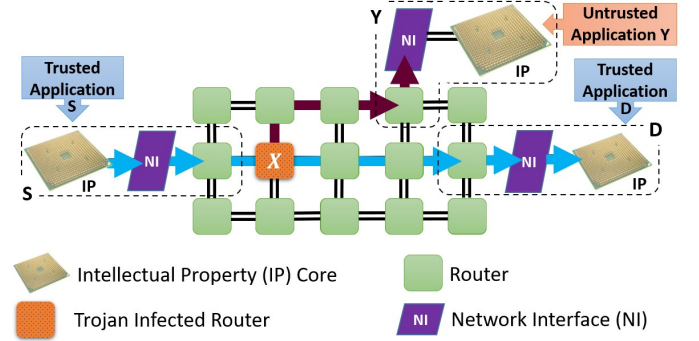 Y
NI
IP
Untrusted
Application Y
Trusted
Application
S
Trusted
Application
D
S
IP
NI
X
NI
IP
D
Intellectual Property (IP) Core
Router
Trojan Infected Router
NI
Network Interface (NI)